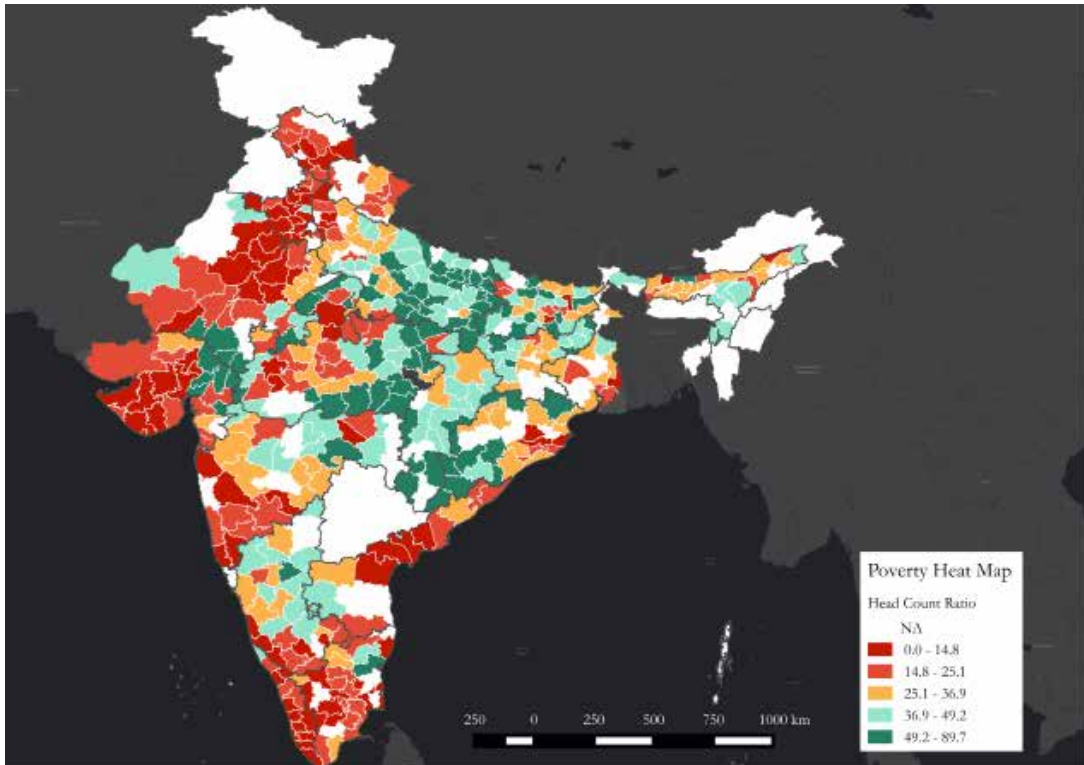 Poverty Heat Map
Head Count Ratio
NA
0.0 - 14.8
14.8 - 25.1
25.1 - 36.9
36.9 - 49.2
49.2 - 89.7
250 0 250 500 750 1000 km